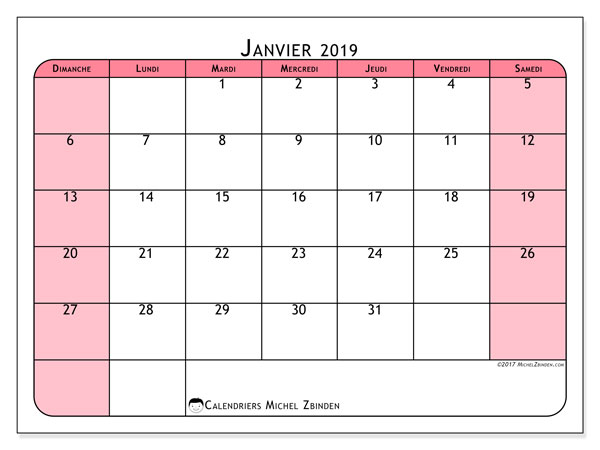 Janvier 2019
Dimanche Lundi Mardi Mercredi Jeudi Vendredi Samedi
1 2 3 4 5
6 7 8 9 10 11 12
13 14 15 16 17 18 19
20 21 22 23 24 25 26
27 28 29 30 31
©2017 MichelZbinden.com
Calendriers Michel Zbinden